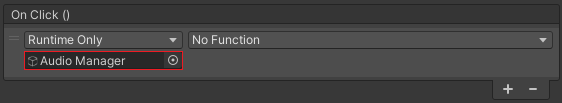 On Click ()
Runtime Only No Function
Audio Manager